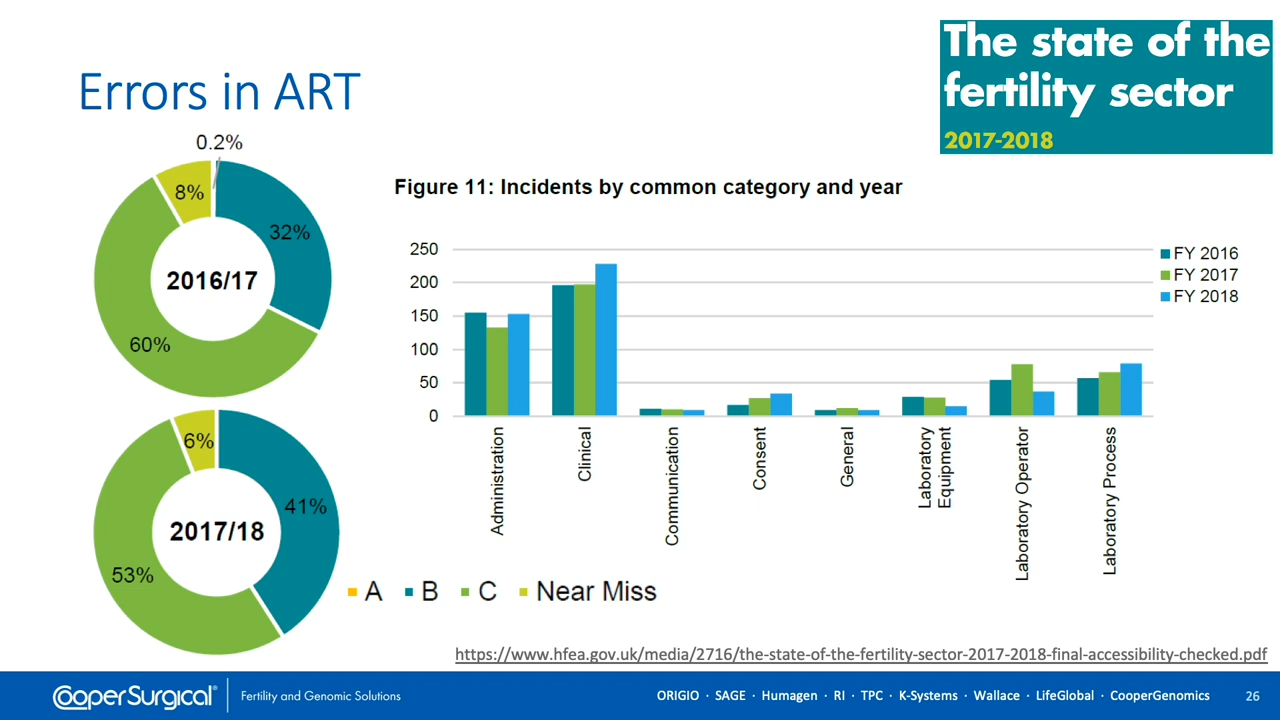 The state of the
fertility sector
2017-2018
Errors in ART
0.2%
8%
32%
2016/17
60%
6%
41%
2017/18
53%
A B C Near Miss
Figure 11: Incidents by common category and year
250
200
150
100
50
0
FY 2016
FY 2017
FY 2018
Administration
Clinical
Communication
Consent
General
Laboratory
Equipment
Laboratory Operator
Laboratory Process
https://www.hfea.gov.uk/media/2716/the-state-of-the-fertility-sector-2017-2018-final-accessibility-checked.pdf
CooperSurgical®
Fertility and Genomic Solutions
ORIGIO · SAGE · Humagen · RI · TPC · K-Systems · Wallace · LifeGlobal · CooperGenomics
26